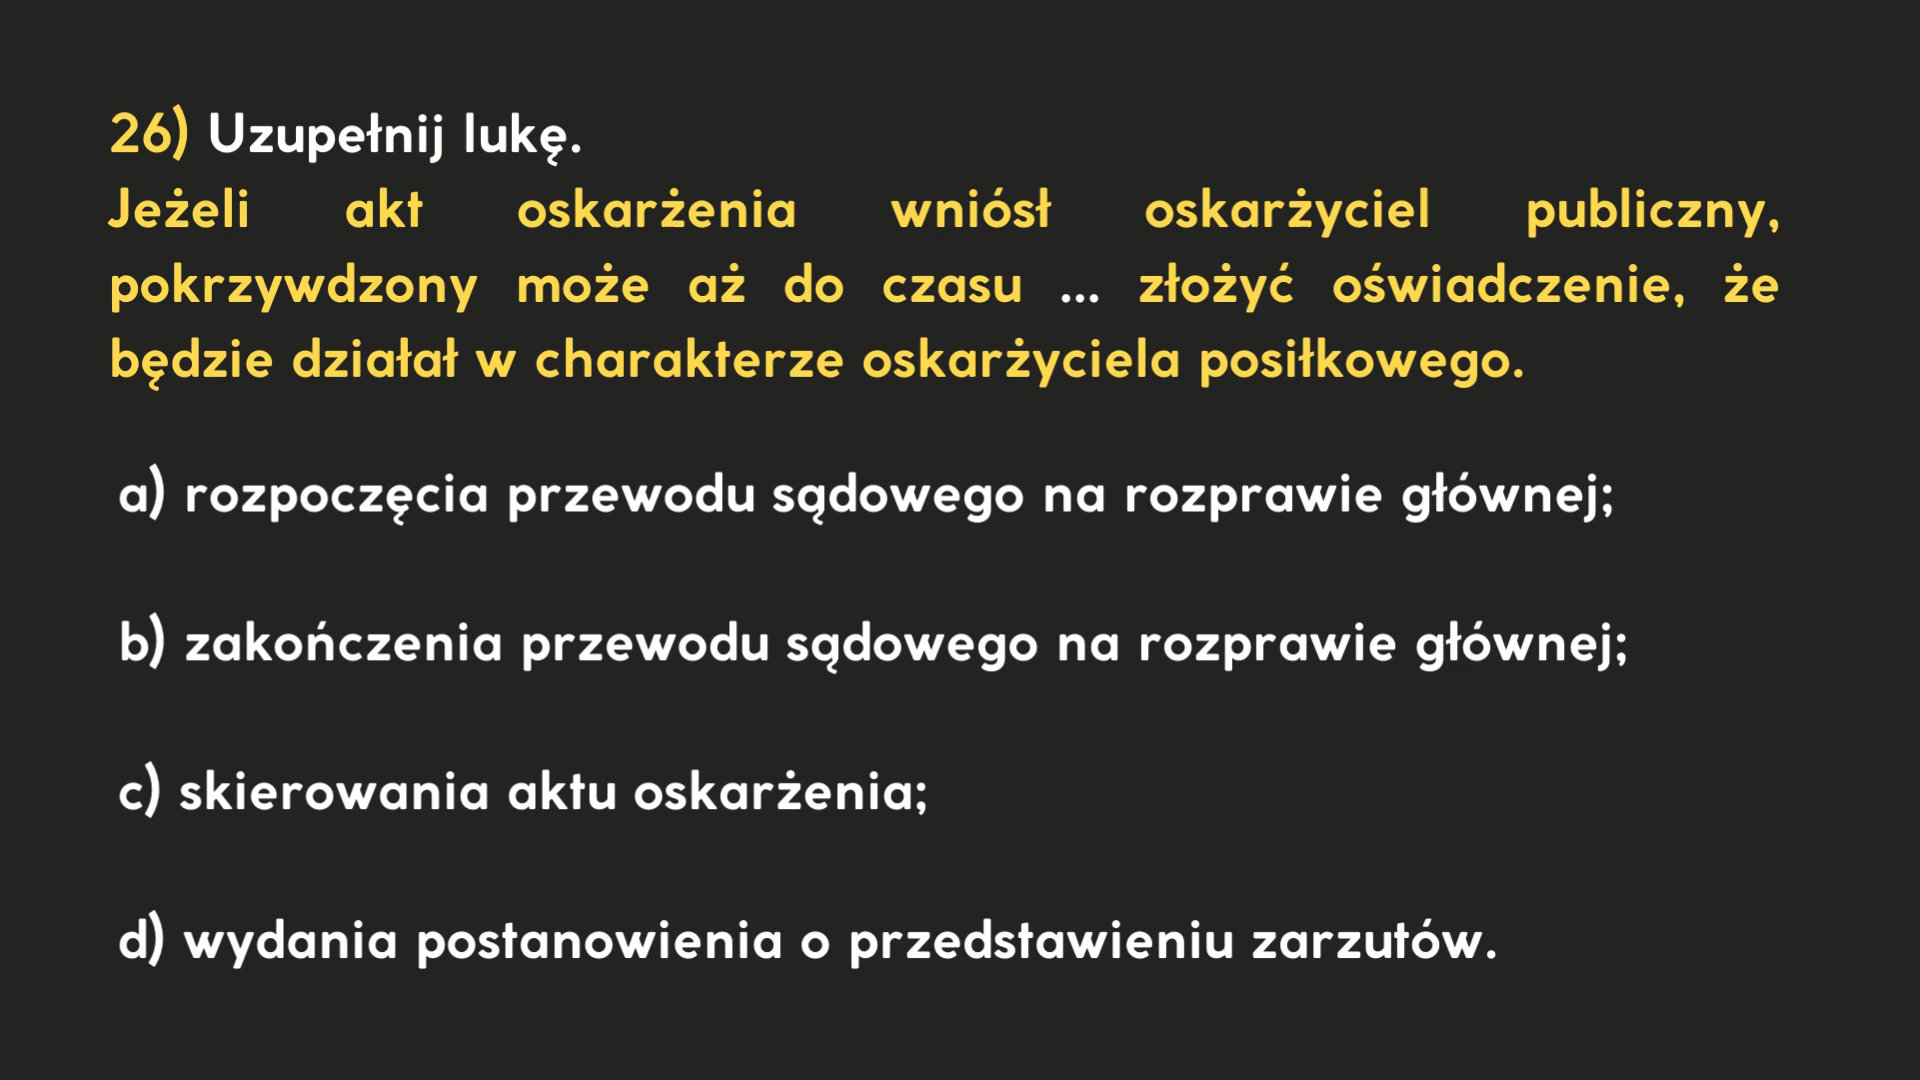 26) Uzupełnij lukę.
Jeżeli akt oskarżenia wniósł oskarżyciel publiczny,
pokrzywdzony może aż do czasu ... złożyć oświadczenie, że
będzie działał w charakterze oskarżyciela posiłkowego.
a) rozpoczęcia przewodu sądowego na rozprawie głównej;
b) zakończenia przewodu sądowego na rozprawie głównej;
c) skierowania aktu oskarżenia;
d) wydania postanowienia o przedstawieniu zarzutów.